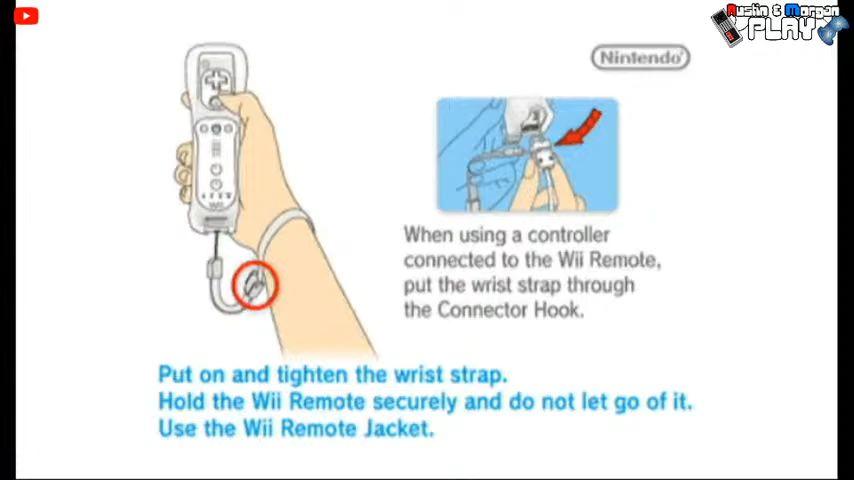 Austin & Morgan
PLAY
Nintendo
When using a controller
connected to the Wii Remote,
put the wrist strap through
the Connector Hook.
Put on and tighten the wrist strap.
Hold the Wii Remote securely and do not let go of it.
Use the Wii Remote Jacket.